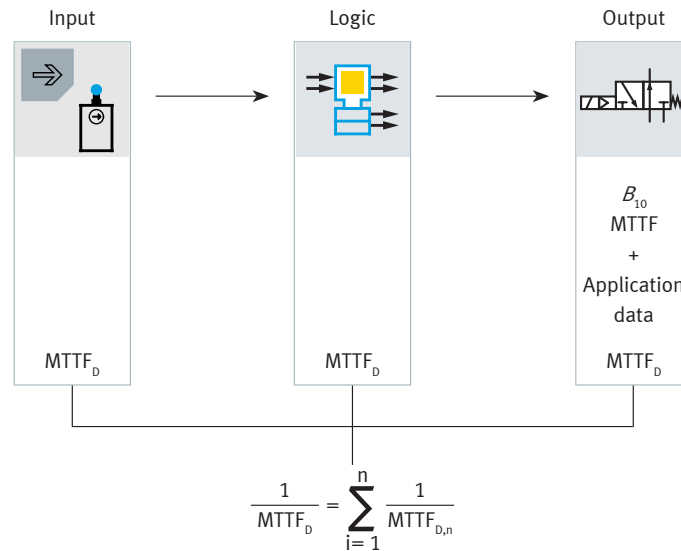 Input
Logic
Output
B10
MTTF
+
Application
data
MTTFD
MTTFD
MTTFD
1/MTTFD = n∑i= 1 1/MTTFD,n